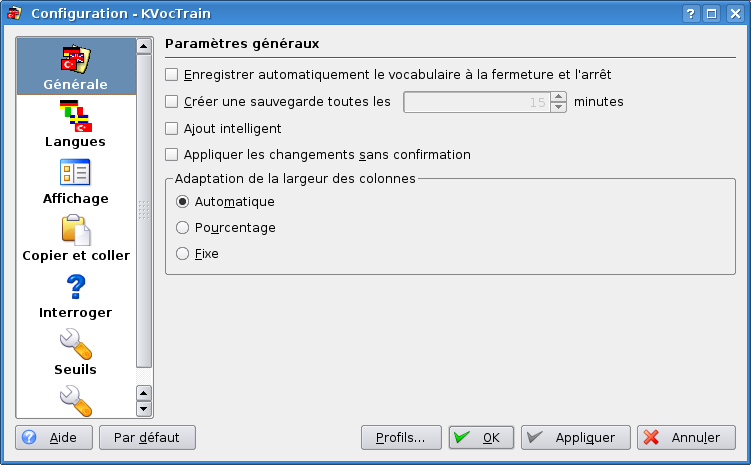 Configuration - KVocTrain
Générale
Langues
Affichage
Copier et coller
Interroger
Seuils
Paramètres généraux
Enregistrer automatiquement le vocabulaire à la fermeture et l'arrêt
Créer une sauvegarde toutes les 15 minutes
Ajout intelligent
Appliquer les changements sans confirmation
Adaptation de la largeur des colonnes
Automatique
Pourcentage
Fixe
Aide Par défaut Profils... OK Appliquer Annuler